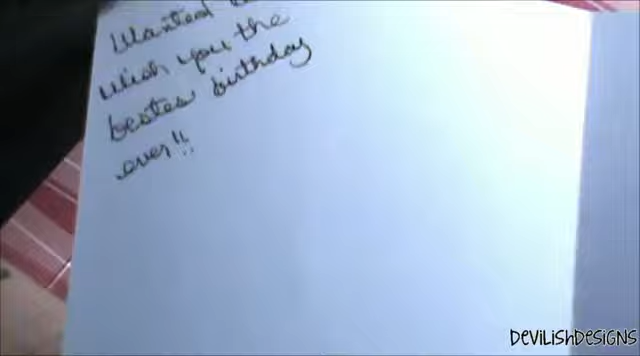 Wanted
wish you the
bestes birthday
ever!!
DEViLiSHDESiGNS